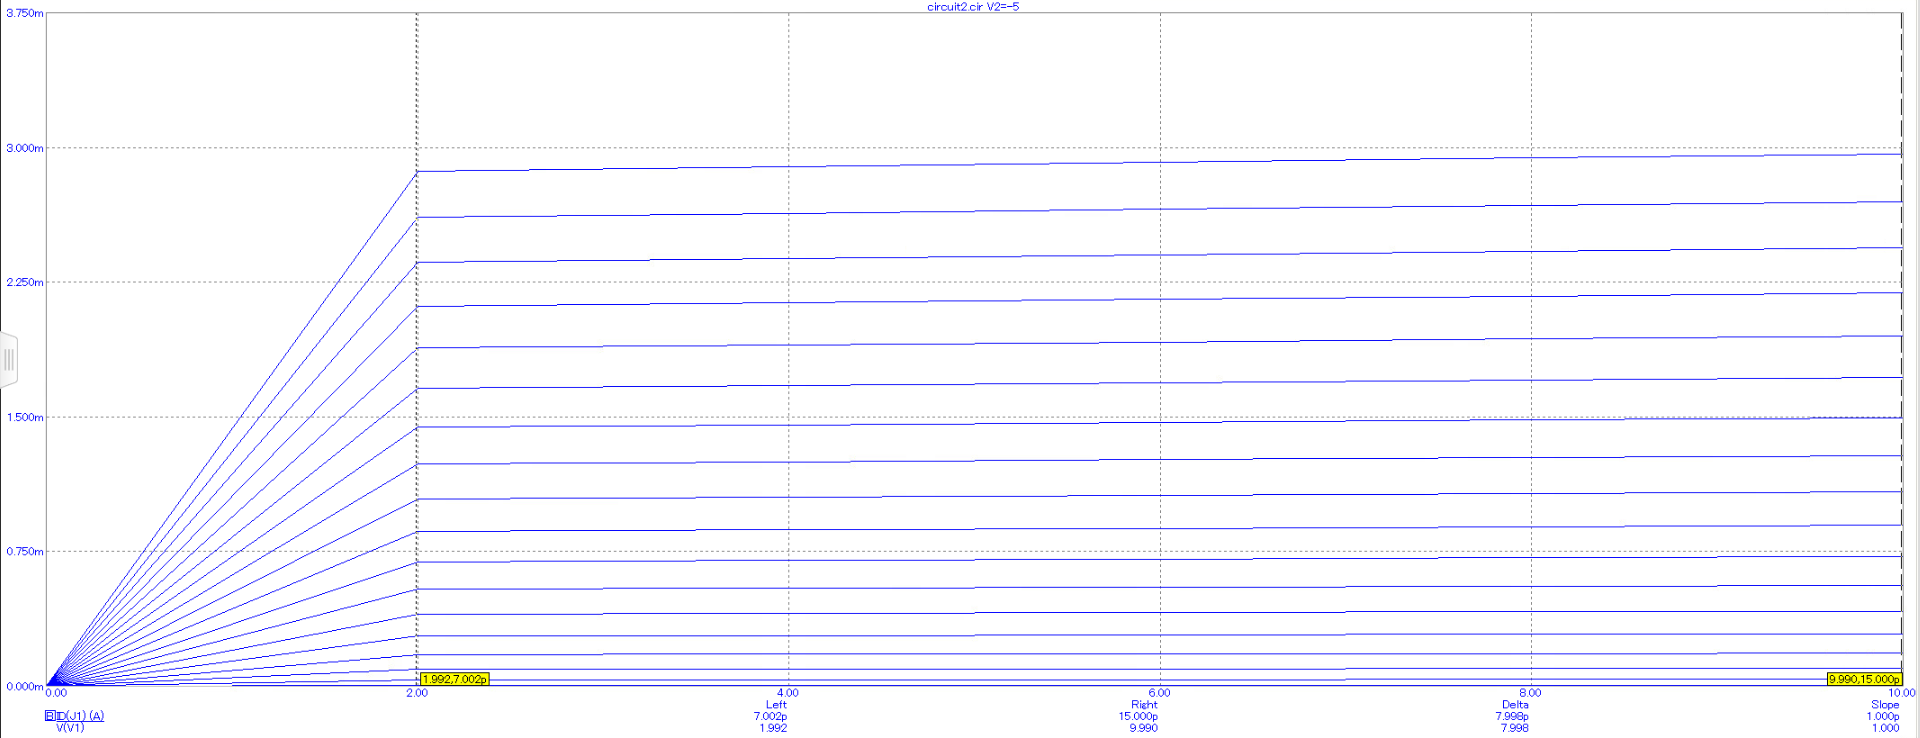 circuit2.cir V2=-5
3.750m
3.000m
2.250m
1.500m
0.750m
0.000m
1.992,7.002p
9.990,15.000p
0.00 2.00 4.00 6.00 8.00 10.00
Left Right Delta Slope
B ID(J1) (A) 7.002p 15.000p 7.998p 1.000p
V(V1) 1.992 9.990 7.998 1.000